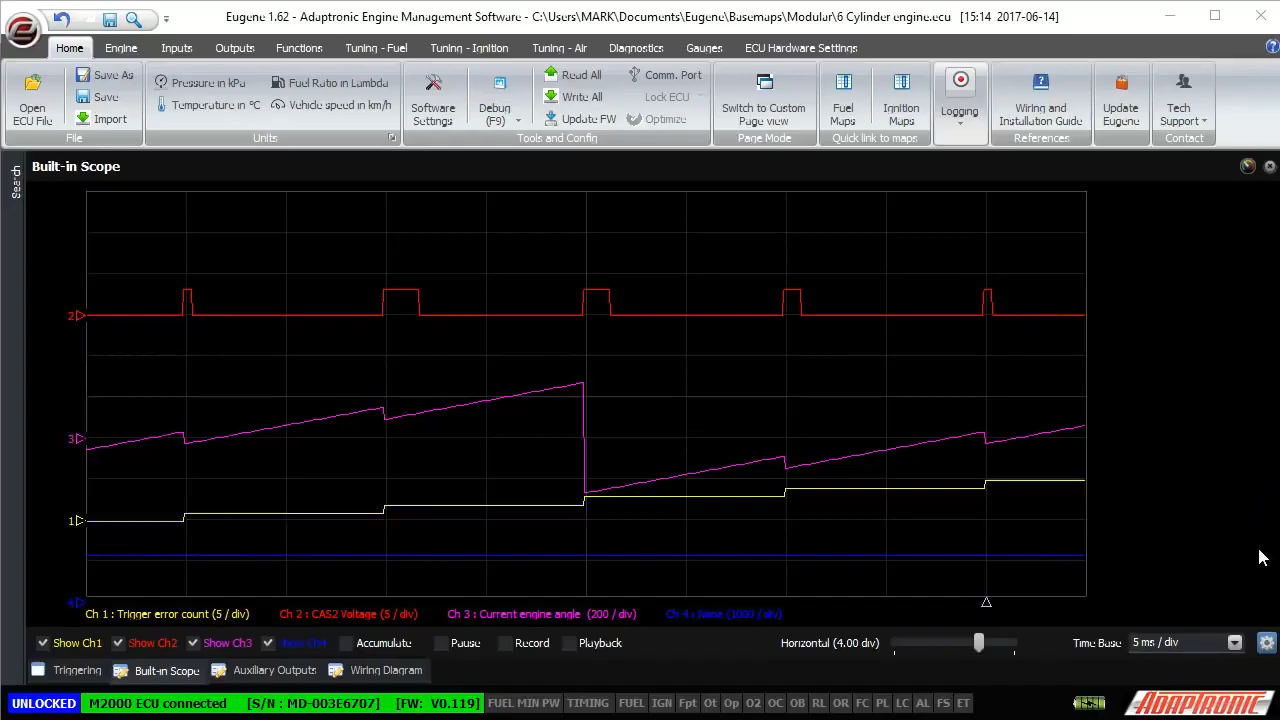 Eugene 1.62 - Adaptronic Engine Management Software - C:\Users\MARK\Documents\Eugene\Basemaps\Modular 6 Cylinder Engine.ecu [15:14 2017-06-14]
Home Engine Inputs Outputs Functions Tuning - Fuel Tuning - Ignition Tuning - Air Diagnostics Gauges ECU Hardware Settings
Save As Pressure in kPa Fuel Ratio in Lambda Read All Comm. Port
Save Temperature in °C Vehicle speed in km/h Write All Lock ECU
Import Update FW Optimize
Open ECU File Software Settings Debug (F9) Switch to Custom Page view Fuel Maps Ignition Maps Logging Wiring and Installation Guide Update Eugene Tech Support
File Units Tools and Config Page Mode Quick link to maps References Contact
Search Built-in Scope
2
3
1
4
Ch 1 : Trigger error count (5 / div) Ch 2 : CAS2 Voltage (5 / div) Ch 3 : Current engine angle (200 / div) Ch 4 : None (1000 / div)
Show Ch1 Show Ch2 Show Ch3 Show Ch4 Accumulate Pause Record Playback Horizontal (4.00 div) Time Base 5 ms / div
Triggering Built-in Scope Auxiliary Outputs Wiring Diagram
UNLOCKED M2000 ECU connected [S/N : MD-003E6707] [FW: V0.119] FUEL MIN PW TIMING FUEL IGN Fpt Ot Op O2 OC OB RL OR FC PL LC AL FS ET ADAPTRONIC